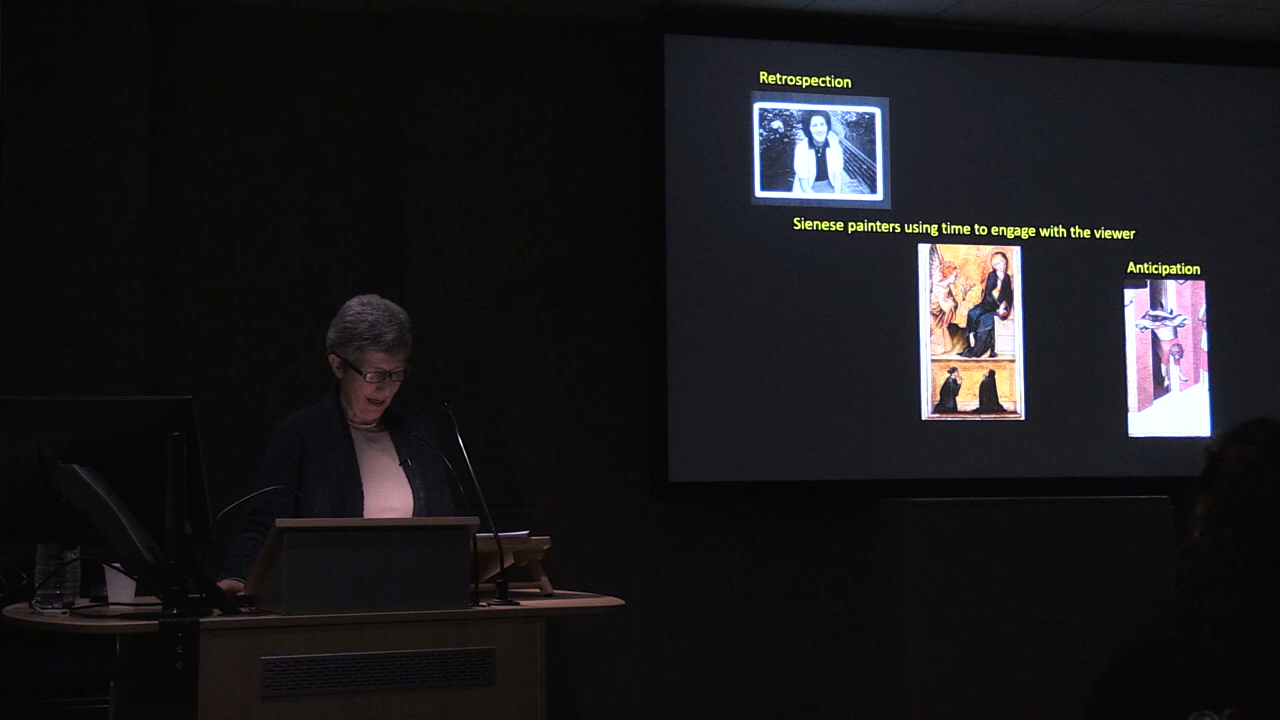 Retrospection
Sienese painters using time to engage with the viewer
Anticipation